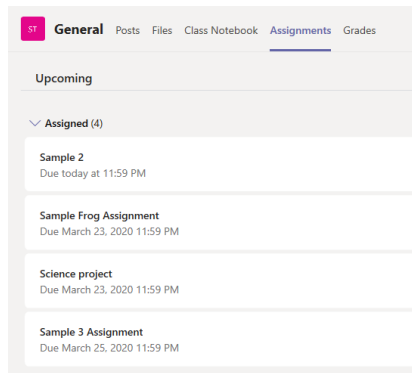 ST General Posts Files Class Notebook Assignments Grades
Upcoming
Assigned (4)
Sample 2
Due today at 11:59 PM
Sample Frog Assignment
Due March 23, 2020 11:59 PM
Science project
Due March 23, 2020 11:59 PM
Sample 3 Assignment
Due March 25, 2020 11:59 PM